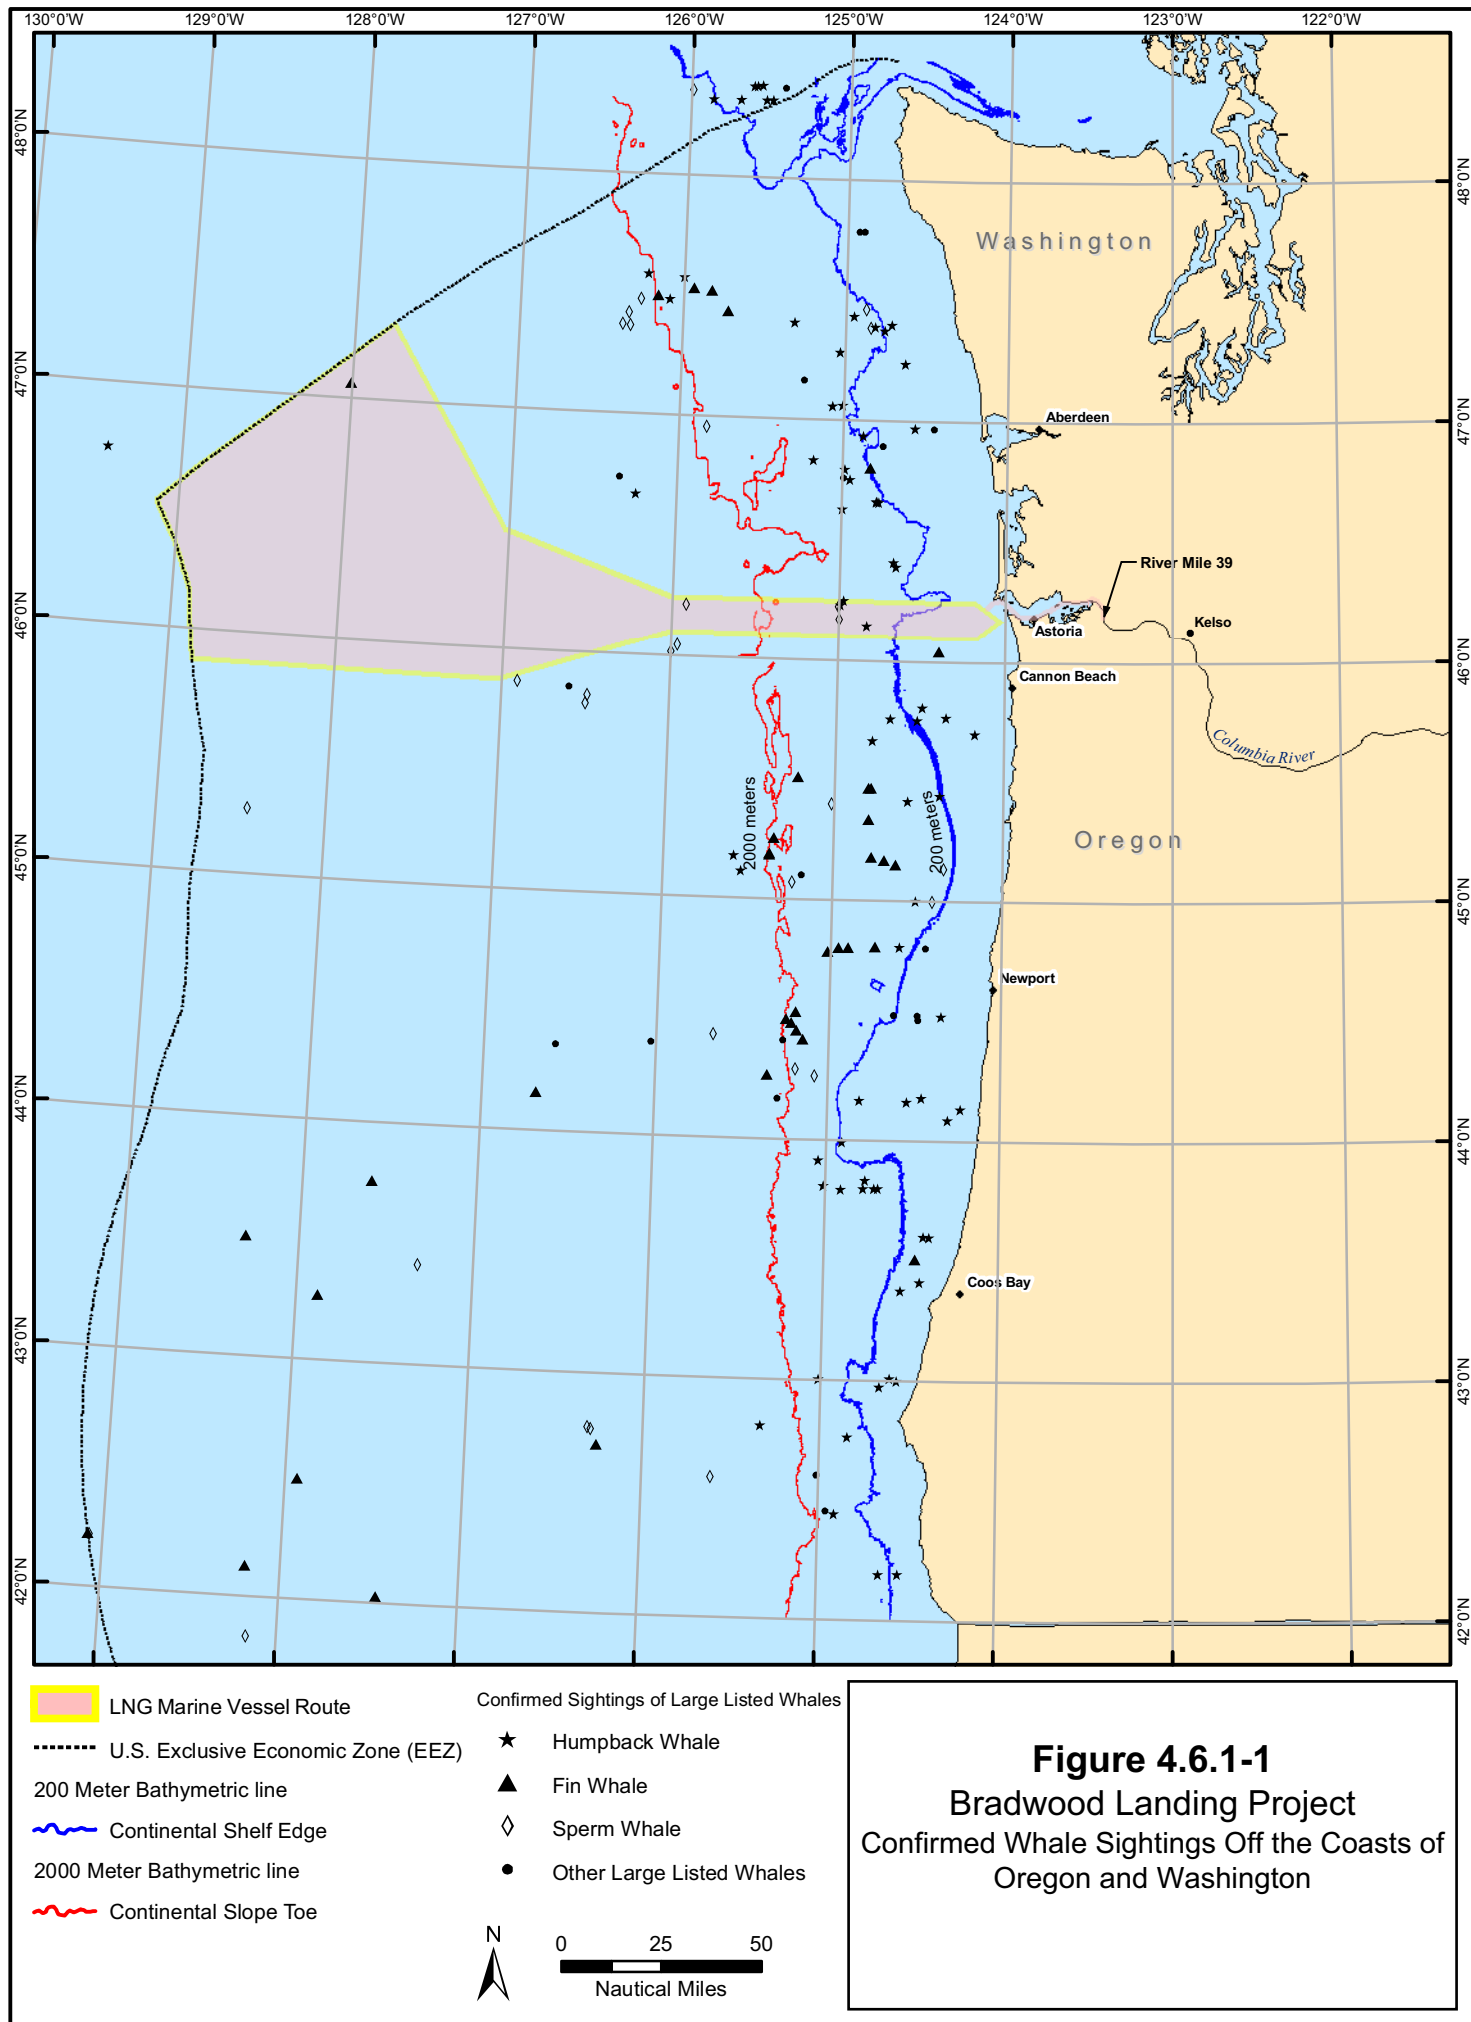 130°0'W 129°0'W 128°0'W 127°0'W 126°0'W 125°0'W 124°0'W 123°0'W 122°0'W
48°0'N
48°0'N
Washington
47°0'N
47°0'N
Aberdeen
River Mile 39
46°0'N
46°0'N
Astoria
Kelso
Cannon Beach
Columbia River
2000 meters
200 meters
Oregon
45°0'N
45°0'N
Newport
44°0'N
44°0'N
Coos Bay
43°0'N
43°0'N
42°0'N
42°0'N
LNG Marine Vessel Route
U.S. Exclusive Economic Zone (EEZ)
200 Meter Bathymetric line
Continental Shelf Edge
2000 Meter Bathymetric line
Continental Slope Toe
Confirmed Sightings of Large Listed Whales
Humpback Whale
Fin Whale
Sperm Whale
Other Large Listed Whales
N
0 25 50
Nautical Miles
Figure 4.6.1-1
Bradwood Landing Project
Confirmed Whale Sightings Off the Coasts of
Oregon and Washington